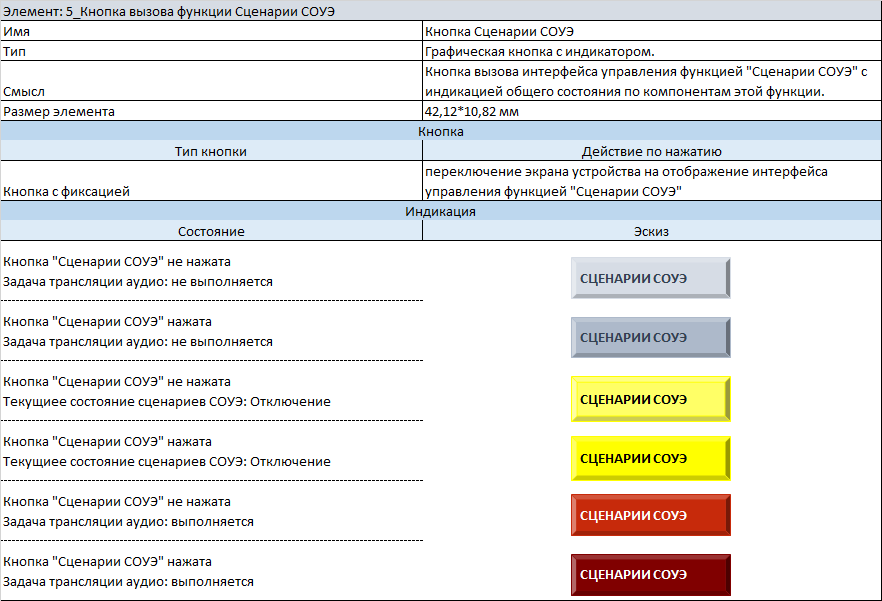 Элемент: 5_Кнопка вызова функции Сценарии СОУЭ
Имя Кнопка Сценарии СОУЭ
Тип Графическая кнопка с индикатором.
Смысл Кнопка вызова интерфейса управления функцией "Сценарии СОУЭ" с
индикацией общего состояния по компонентам этой функции.
Размер элемента 42,12*10,82 мм
Кнопка
Тип кнопки Действие по нажатию
Кнопка с фиксацией переключение экрана устройства на отображение интерфейса
управления функцией "Сценарии СОУЭ"
Индикация
Состояние Эскиз
Кнопка "Сценарии СОУЭ" не нажата
Задача трансляции аудио: не выполняется
СЦЕНАРИИ СОУЭ
Кнопка "Сценарии СОУЭ" нажата
Задача трансляции аудио: не выполняется
СЦЕНАРИИ СОУЭ
Кнопка "Сценарии СОУЭ" не нажата
Текущиее состояние сценариев СОУЭ: Отключение
СЦЕНАРИИ СОУЭ
Кнопка "Сценарии СОУЭ" нажата
Текущиее состояние сценариев СОУЭ: Отключение
СЦЕНАРИИ СОУЭ
Кнопка "Сценарии СОУЭ" не нажата
Задача трансляции аудио: выполняется
СЦЕНАРИИ СОУЭ
Кнопка "Сценарии СОУЭ" нажата
Задача трансляции аудио: выполняется
СЦЕНАРИИ СОУЭ